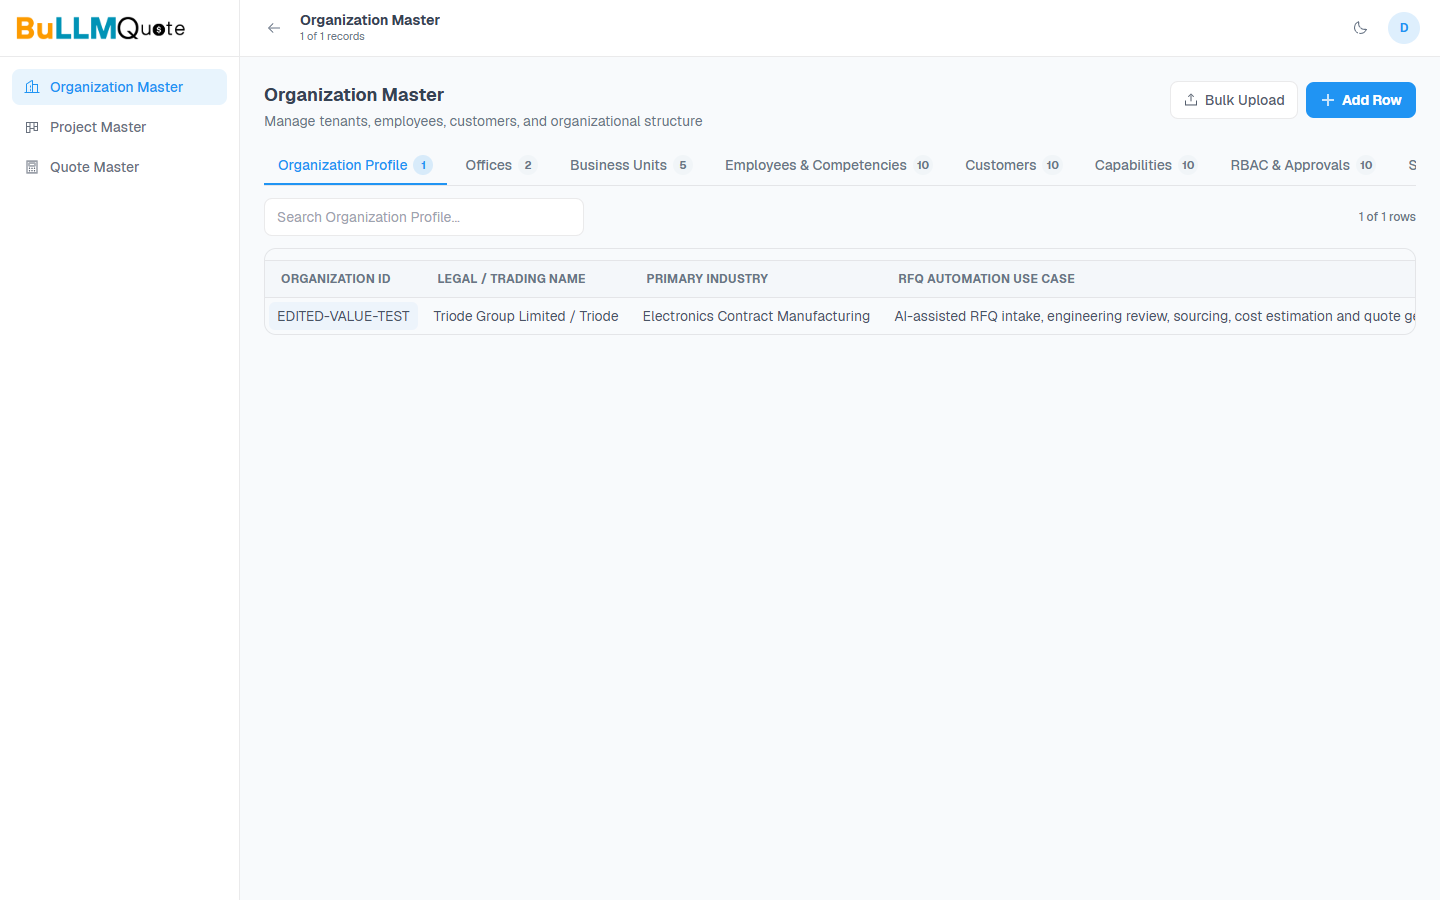 BuLLMQuote
Organization Master
1 of 1 records
D
Organization Master
Project Master
Quote Master
Organization Master
Manage tenants, employees, customers, and organizational structure
Bulk Upload
Add Row
Organization Profile 1
Offices 2
Business Units 5
Employees & Competencies 10
Customers 10
Capabilities 10
RBAC & Approvals 10
S
Search Organization Profile...
1 of 1 rows
ORGANIZATION ID LEGAL / TRADING NAME PRIMARY INDUSTRY RFQ AUTOMATION USE CASE
EDITED-VALUE-TEST Triode Group Limited / Triode Electronics Contract Manufacturing AI-assisted RFQ intake, engineering review, sourcing, cost estimation and quote ge